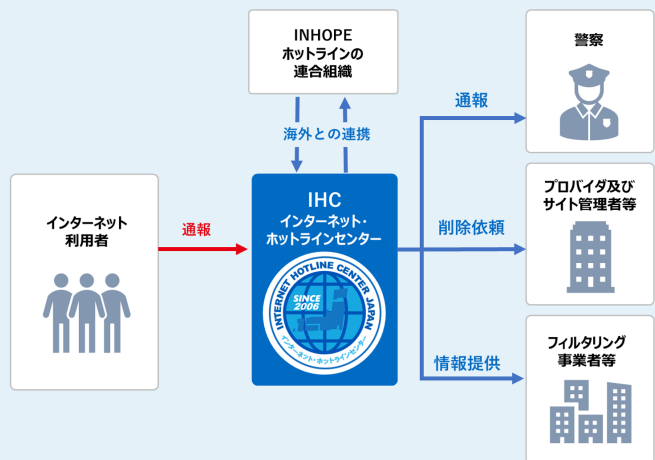 INHOPE
ホットラインの
連合組織
海外との連携
インターネット
利用者
通報
IHC
インターネット・
ホットラインセンター
INTERNET HOTLINE CENTER JAPAN
SINCE
2006
インターネット・ホットラインセンター
通報
警察
削除依頼
プロバイダ及び
サイト管理者等
情報提供
フィルタリング
事業者等